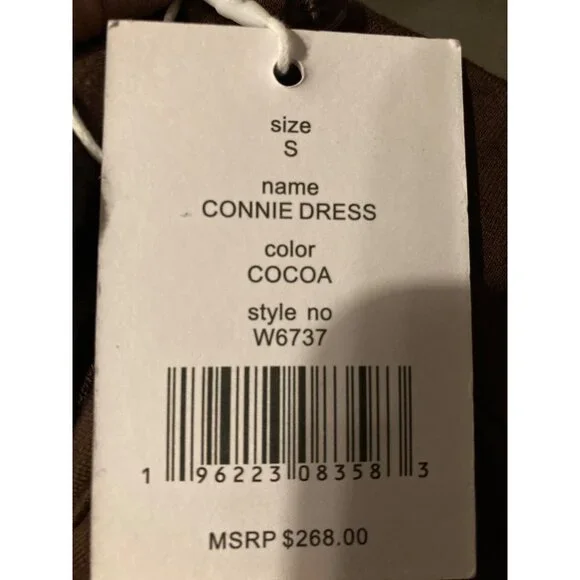 size
S
name
CONNIE DRESS
color
COCOA
style no
W6737
1 96223 08358 3
MSRP $268.00